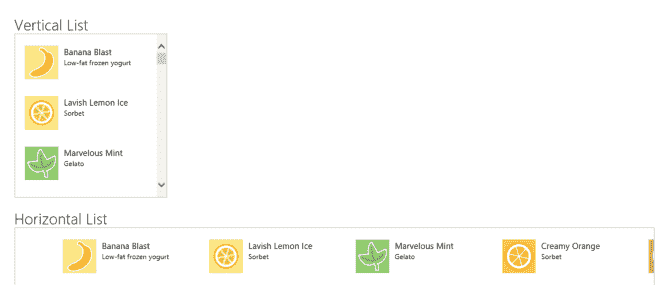 Vertical List
Banana Blast
Low-fat frozen yogurt
Lavish Lemon Ice
Sorbet
Marvelous Mint
Gelato
Horizontal List
Banana Blast
Low-fat frozen yogurt
Lavish Lemon Ice
Sorbet
Marvelous Mint
Gelato
Creamy Orange
Sorbet